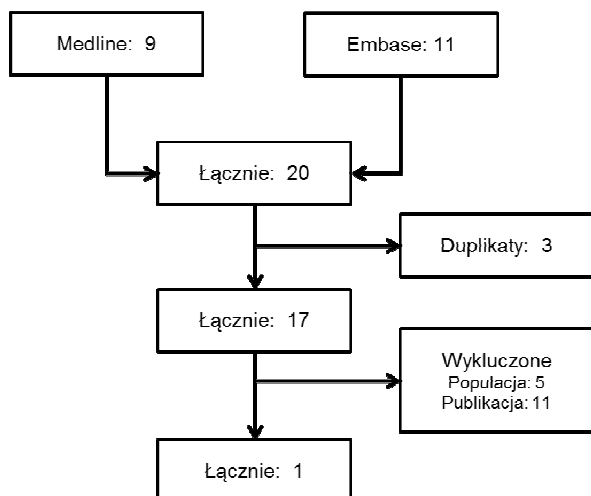 Medline: 9
Embase: 11
Łącznie: 20
Duplikaty: 3
Łącznie: 17
Wykluczone
Populacja: 5
Publikacja: 11
Łącznie: 1